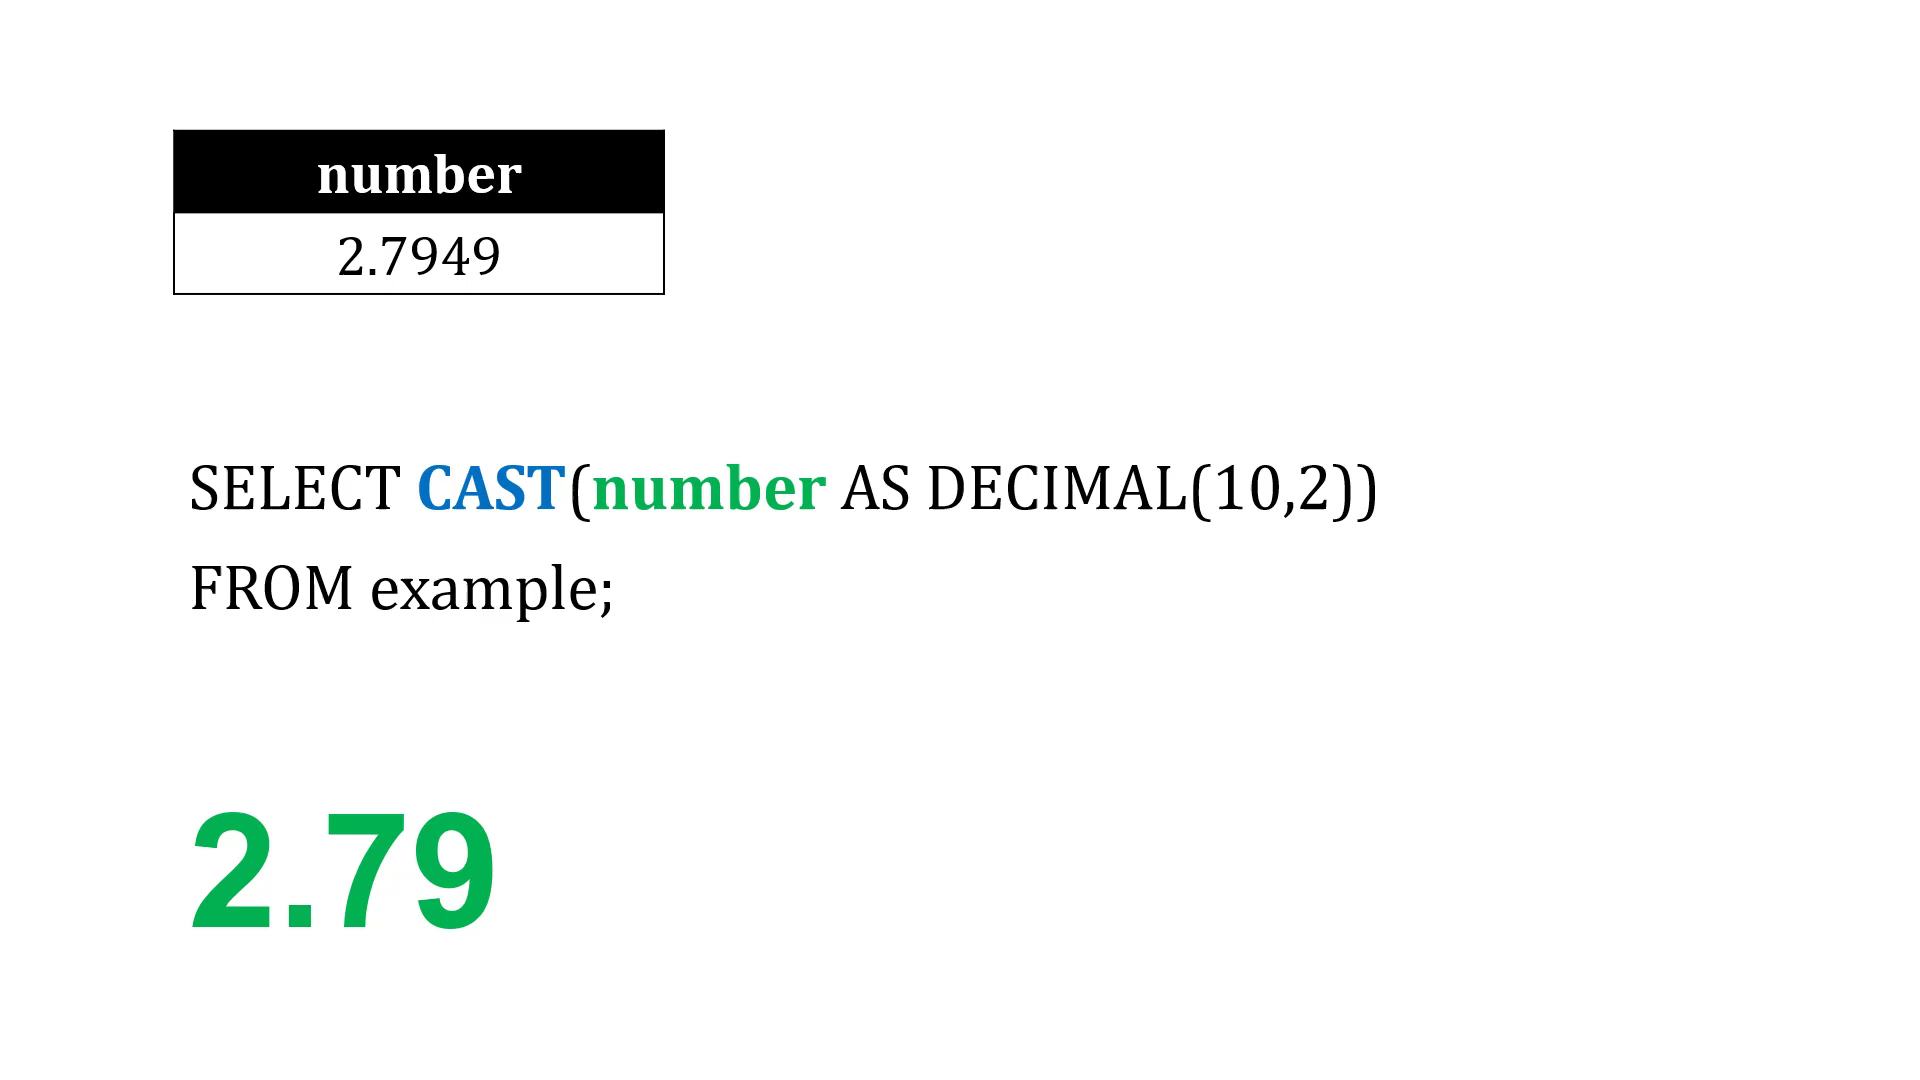 number
2.7949
SELECT CAST(number AS DECIMAL(10,2))
FROM example;
2.79